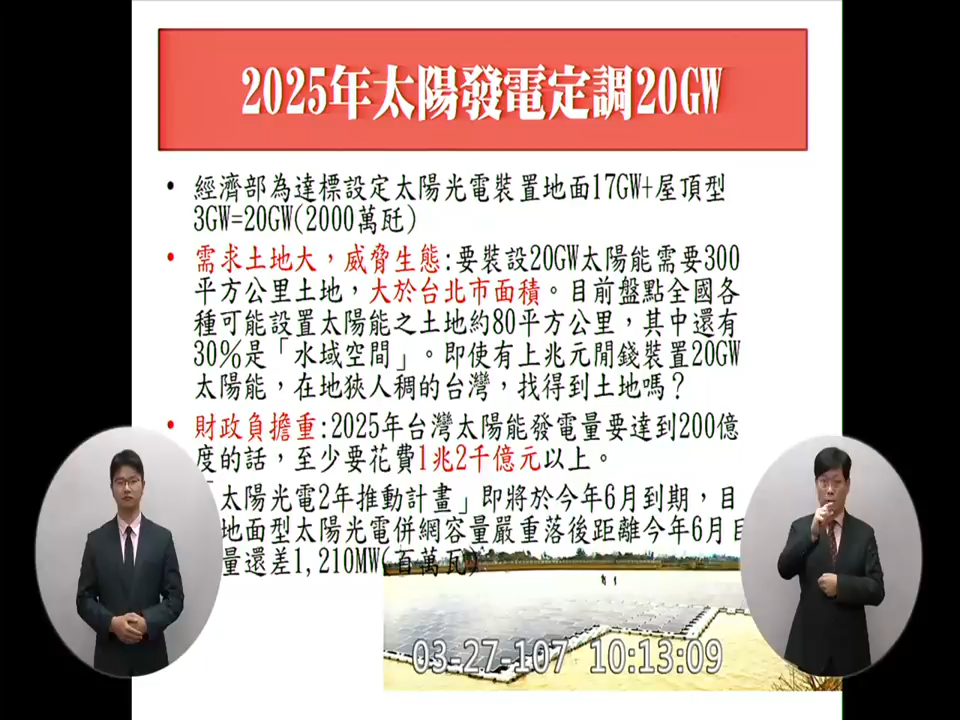 2025年太陽發電定調20GW
• 經濟部為達標設定太陽光電裝置地面17GW+屋頂型
3GW=20GW(2000萬瓩)
• 需求土地大，威脅生態:要裝設20GW太陽能需要300
平方公里土地，大於台北市面積。目前盤點全國各
種可能設置太陽能之土地約80平方公里，其中還有
30%是「水域空間」。即使有上兆元閒錢裝置20GW
太陽能，在地狹人稠的台灣，找得到土地嗎？
• 財政負擔重:2025年台灣太陽能發電量要達到200億
度的話，至少要花費1兆2千億元以上。
「太陽光電2年推動計畫」即將於今年6月到期，目
地面型太陽光電併網容量嚴重落後距離今年6月目
量還差1,210MW(百萬瓦)
03-27-107 10:13:09